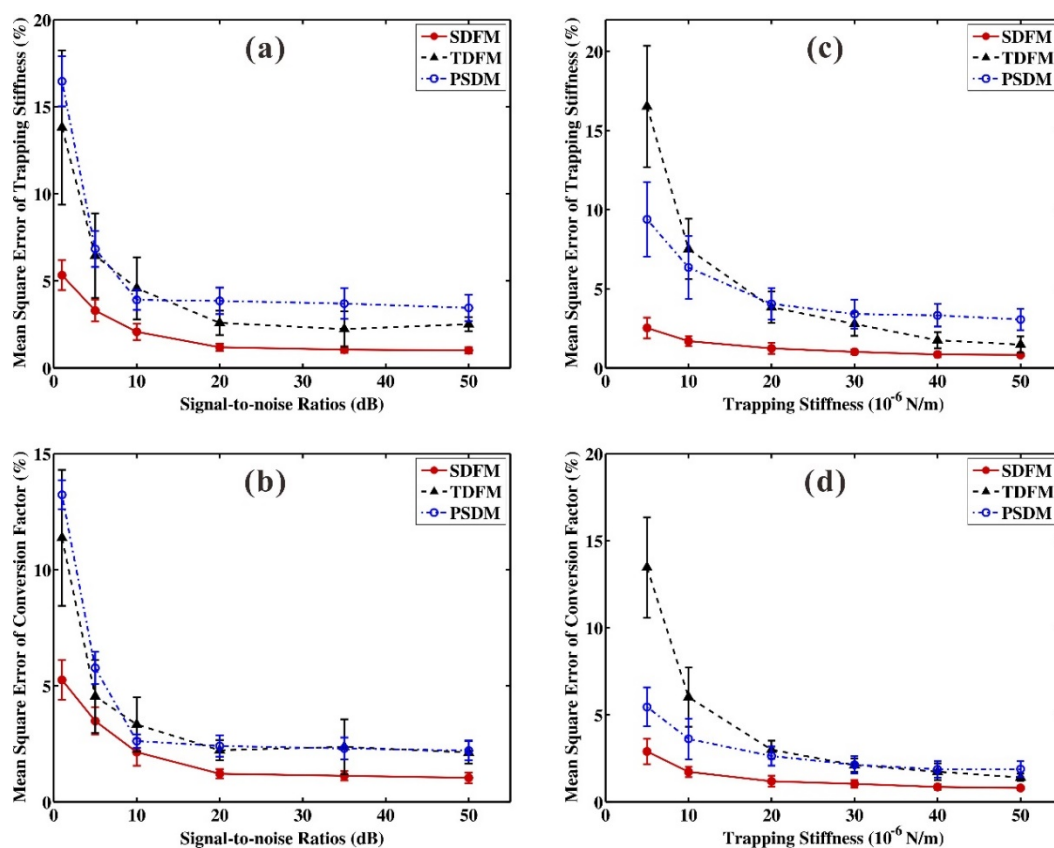 Mean Square Error of Trapping Stiffness (%)
20
15
10
5
0
(a)
SDFM
TDFM
PSDM
0 10 20 30 40 50
Signal-to-noise Ratios (dB)
Mean Square Error of Trapping Stiffness (%)
20
15
10
5
0
(c)
SDFM
TDFM
PSDM
0 10 20 30 40 50
Trapping Stiffness (10-6 N/m)
Mean Square Error of Conversion Factor (%)
15
10
5
0
(b)
SDFM
TDFM
PSDM
0 10 20 30 40 50
Signal-to-noise Ratios (dB)
Mean Square Error of Conversion Factor (%)
20
15
10
5
0
(d)
SDFM
TDFM
PSDM
0 10 20 30 40 50
Trapping Stiffness (10-6 N/m)